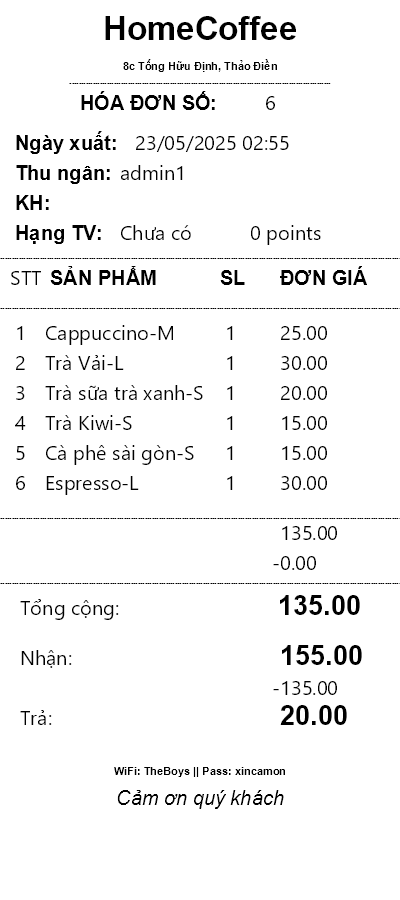 HomeCoffee
8c Tống Hữu Định, Thảo Điền
HÓA ĐƠN SỐ: 6
Ngày xuất: 23/05/2025 02:55
Thu ngân: admin1
KH:
Hạng TV: Chưa có 0 points
STT SẢN PHẨM SL ĐƠN GIÁ
1 Cappuccino-M 1 25.00
2 Trà Vải-L 1 30.00
3 Trà sữa trà xanh-S 1 20.00
4 Trà Kiwi-S 1 15.00
5 Cà phê sài gòn-S 1 15.00
6 Espresso-L 1 30.00
135.00
-0.00
Tổng cộng: 135.00
Nhận: 155.00
-135.00
Trả: 20.00
WiFi: TheBoys || Pass: xincamon
Cảm ơn quý khách